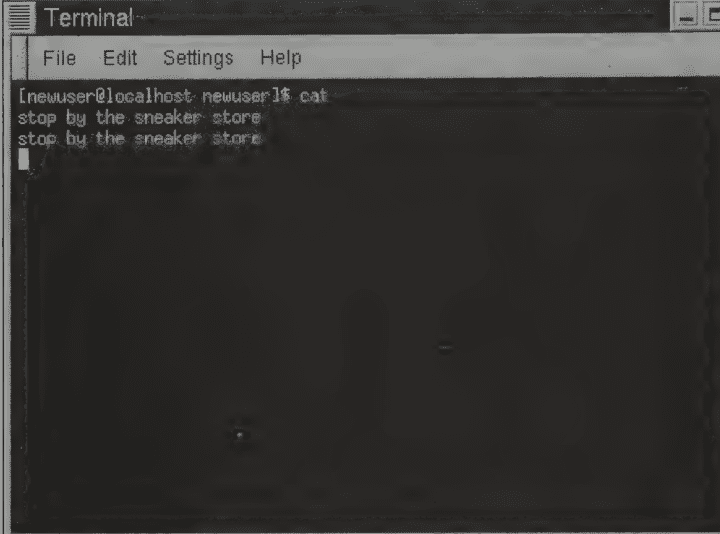 Terminal
File Edit Settings Help
[newuser@localhost newuser]$ cat
stop by the sneaker store
stop by the sneaker store